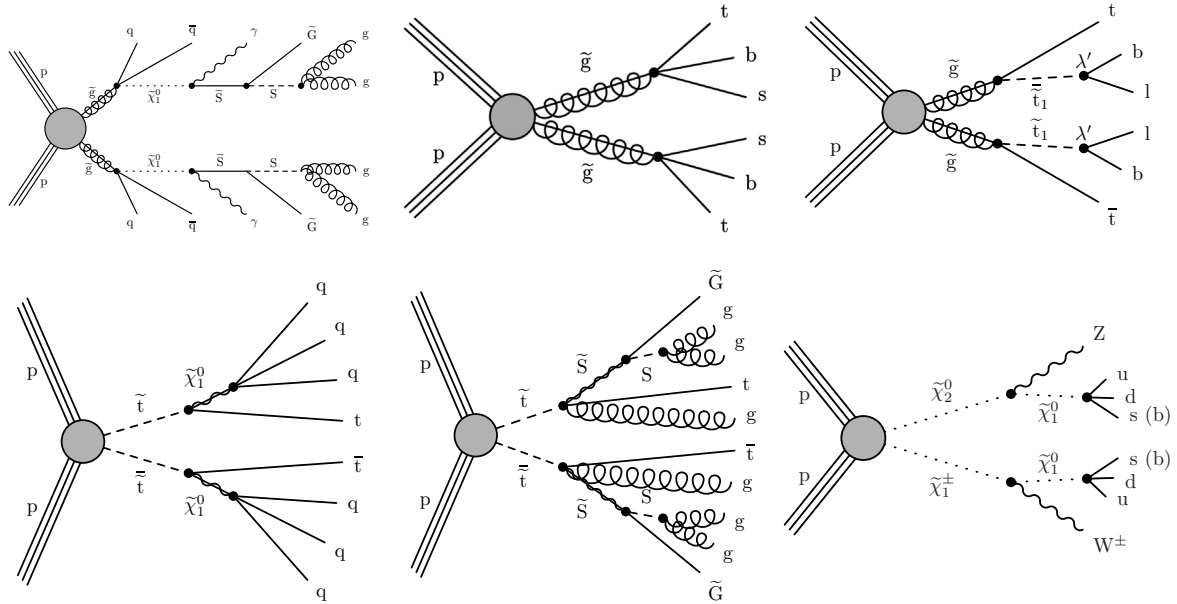 q q̅ γ G̃ g
p
g
g̃ χ̃₁⁰ S̃ S
g̃ χ̃₁⁰ S̃ S g
p
g
q q̅ γ G̃
t
b
g̃
p
s
s
p
g̃
b
t
t
b
g̃ λ′
p
t̅̃₁
l
t̃₁
l
p
g̃ λ′
b
t̅
q
q
p
χ̃₁⁰
q
t̃
t
t̅̃
t̅
p
χ̃₁⁰
q
q
q
G̃
g
p
S̃ S
g
t̃
t
g
t̅̃
t̅
g
p
S̃ S
g
g
G̃
Z
p
χ̃₂⁰
χ̃₁⁰
u
d
s (b)
p
χ̃₁±
χ̃₁⁰
s (b)
d
u
W±